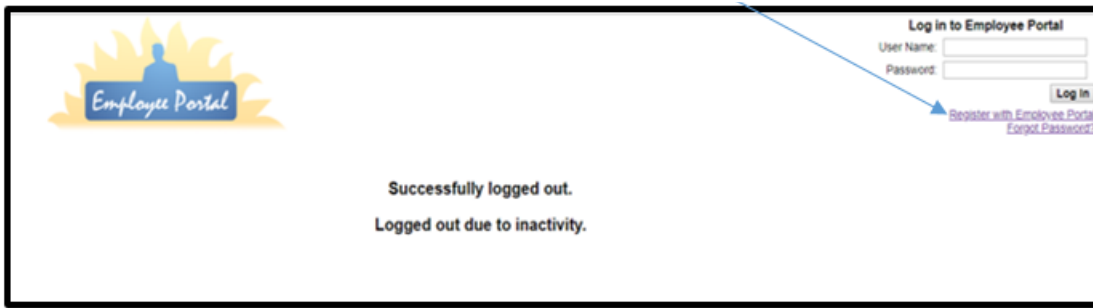 Employee Portal
Log in to Employee Portal
User Name:
Password:
Log In
Register with Employee Porta
Forgot Password?
Successfully logged out.
Logged out due to inactivity.